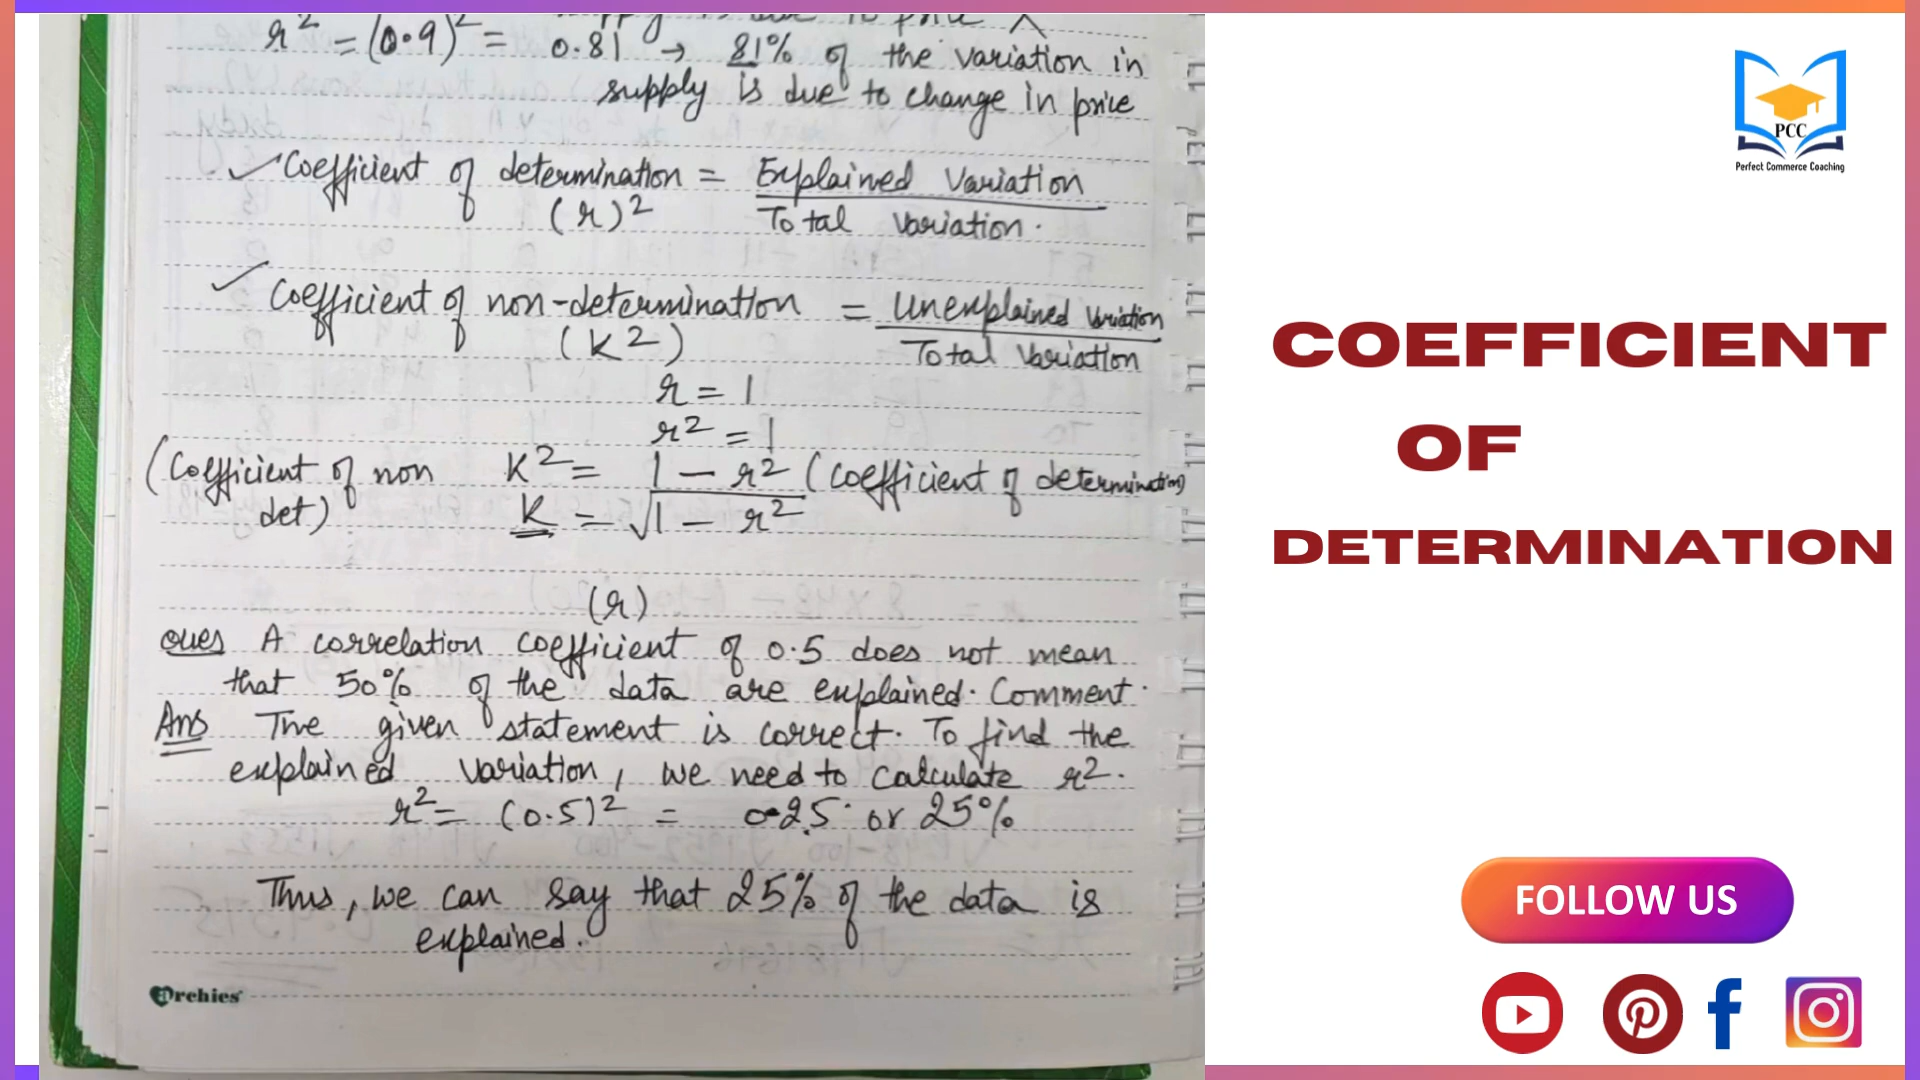 r² = (0.9)² = 0.81 → 81% of the variation in
supply is due to change in price
✓ Coefficient of determination = Explained Variation
(r)² Total Variation.
✓ Coefficient of non-determination = Unexplained Variation
(K²) Total Variation
r = 1
r² = 1
(Coefficient of non K² = 1 - r² (Coefficient of determination)
det) K = √1 - r²
(r)
Ques A correlation coefficient of 0.5 does not mean
that 50% of the data are explained. Comment.
Ans The given statement is correct. To find the
explained variation, we need to calculate r².
r² = (0.5)² = 0.25 or 25%
Thus, we can say that 25% of the data is
explained.
archies
PCC
Perfect Commerce Coaching
COEFFICIENT
OF
DETERMINATION
FOLLOW US